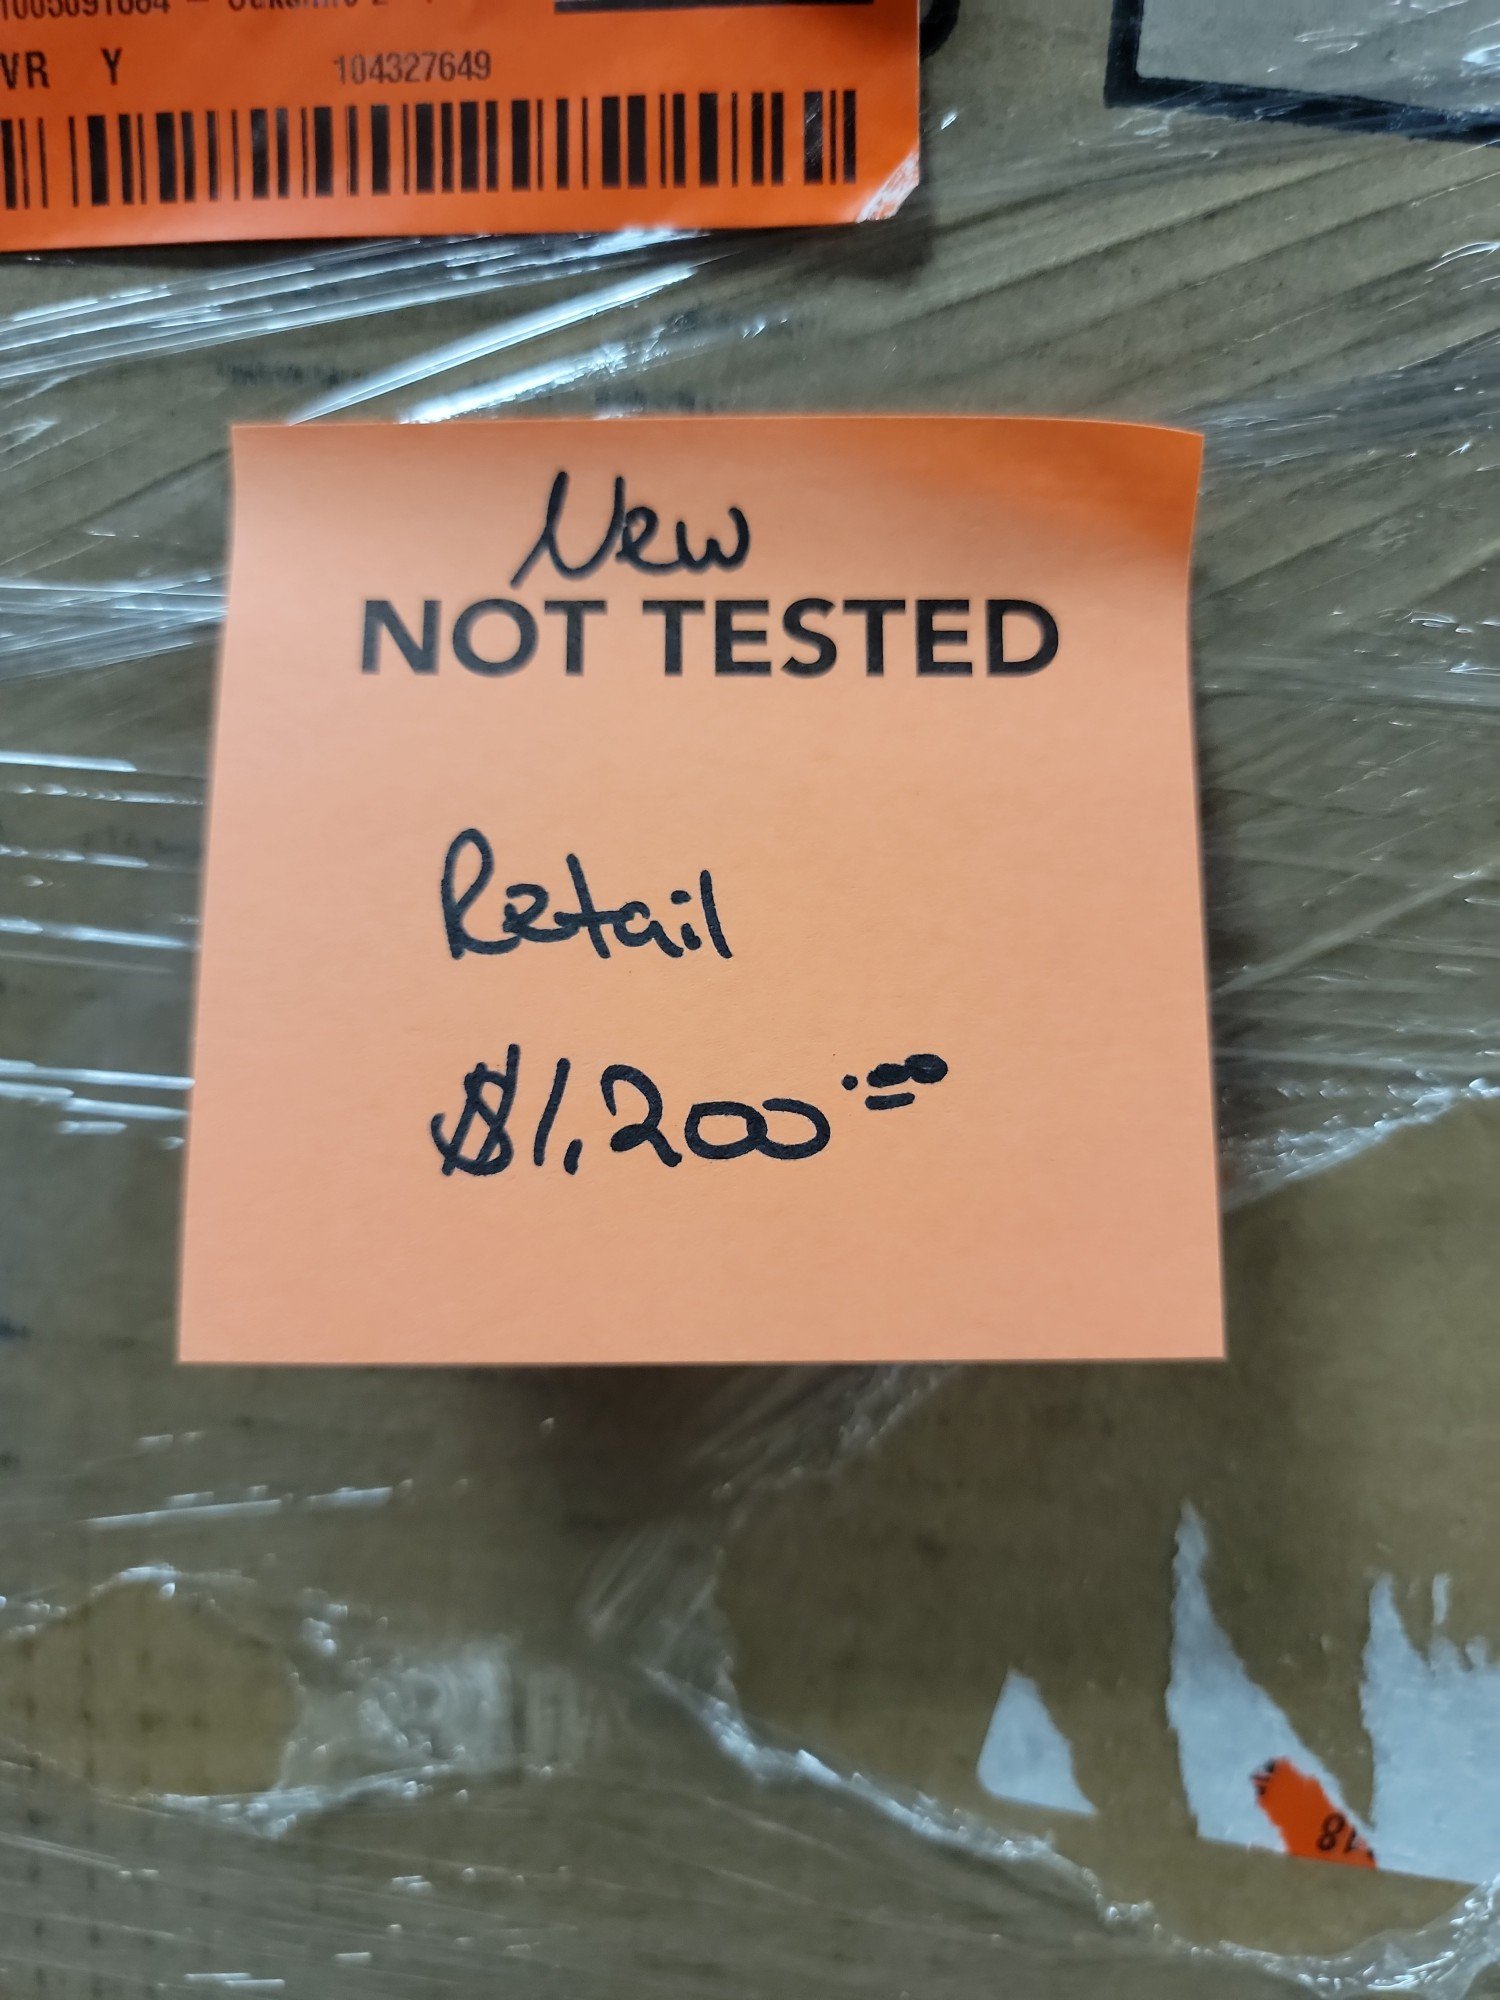 VR Y 104327649
New
NOT TESTED
Retail
$1,200.00